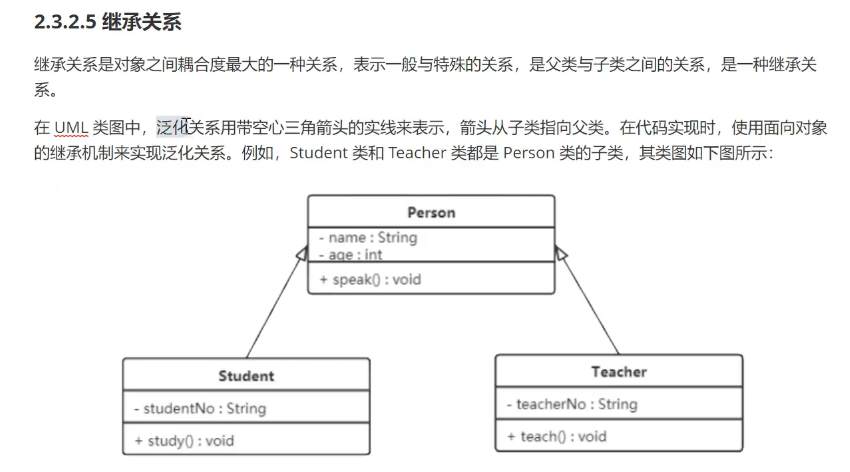 2.3.2.5 继承关系
继承关系是对象之间耦合度最大的一种关系，表示一般与特殊的关系，是父类与子类之间的关系，是一种继承关
系。
在 UML 类图中，泛化关系用带空心三角箭头的实线来表示，箭头从子类指向父类。在代码实现时，使用面向对象
的继承机制来实现泛化关系。例如，Student 类和 Teacher 类都是 Person 类的子类，其类图如下图所示：
Person
- name : String
- age : int
+ speak() : void
Student
- studentNo : String
+ study() : void
Teacher
- teacherNo : String
+ teach() : void